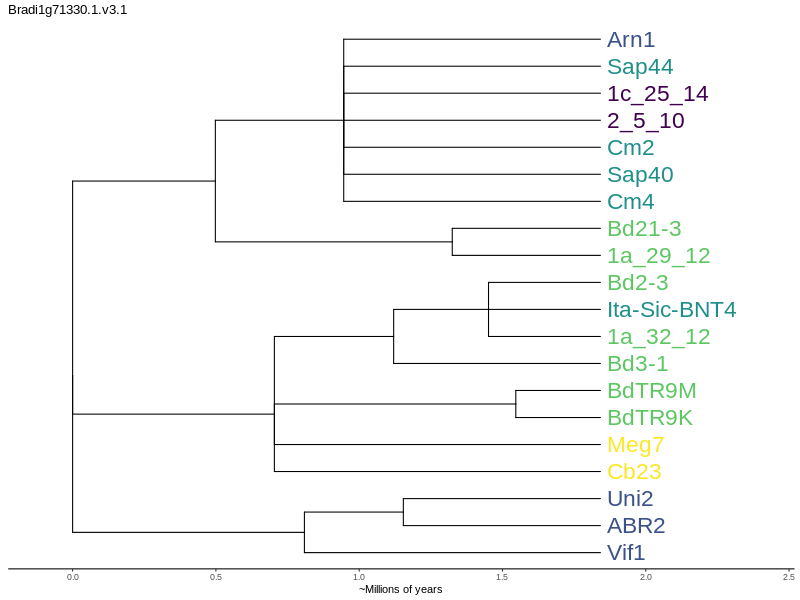 Bradi1g71330.1.v3.1
Arn1
Sap44
1c_25_14
2_5_10
Cm2
Sap40
Cm4
Bd21-3
1a_29_12
Bd2-3
Ita-Sic-BNT4
1a_32_12
Bd3-1
BdTR9M
BdTR9K
Meg7
Cb23
Uni2
ABR2
Vif1
0.0 0.5 1.0 1.5 2.0 2.5
~Millions of years